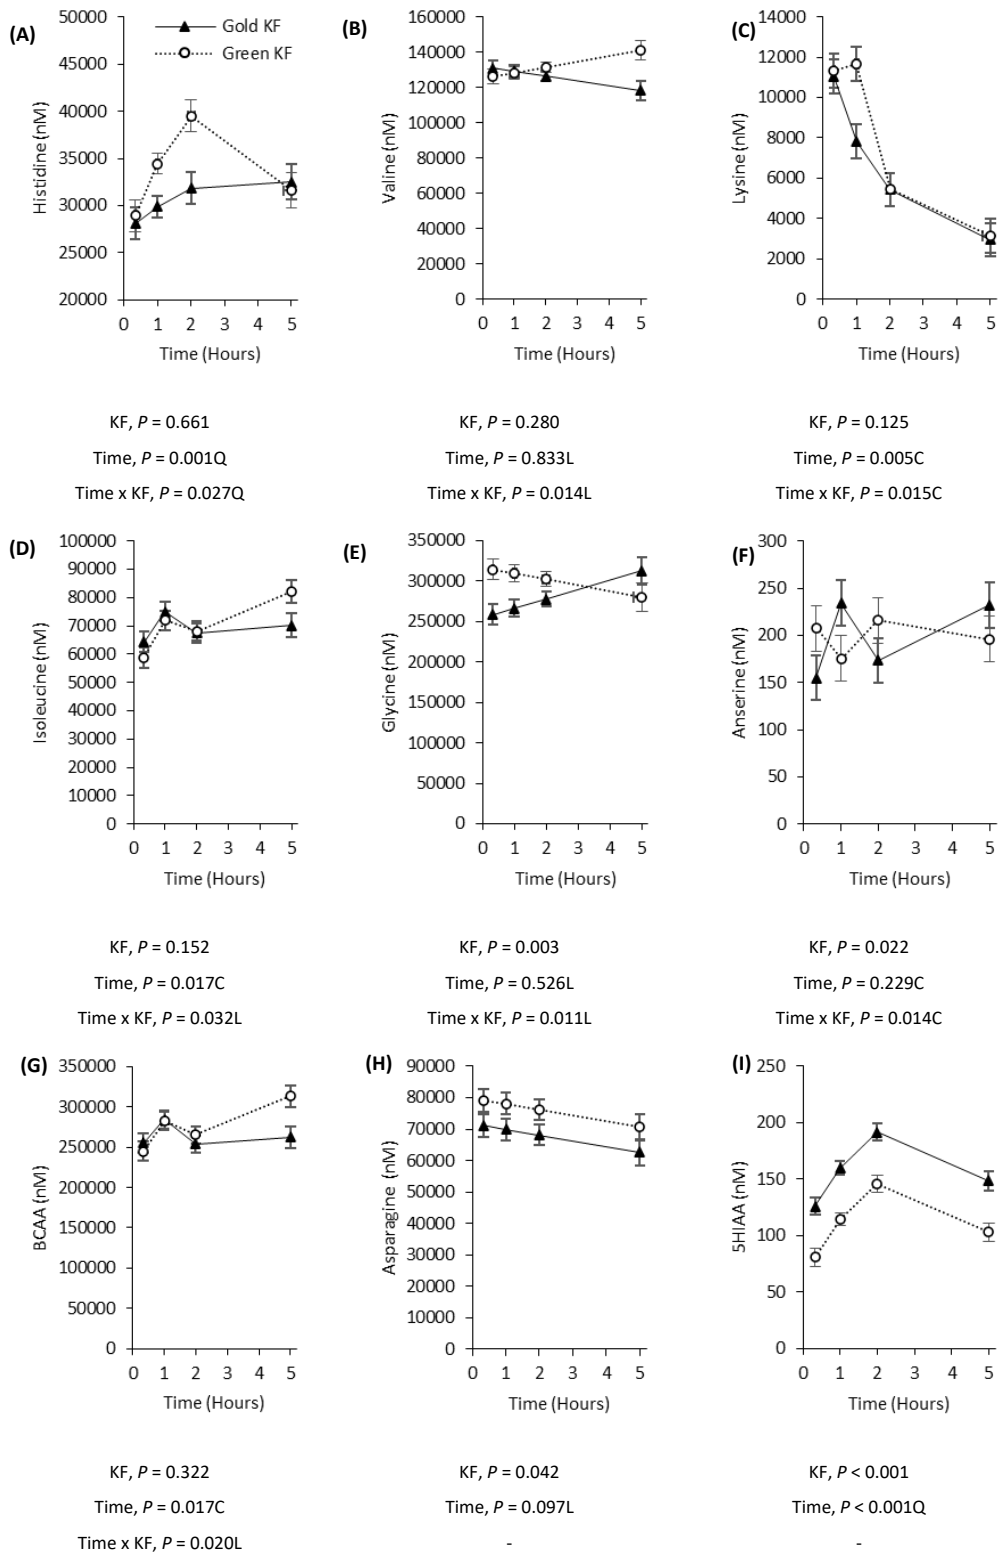 (A)
Gold KF
Green KF
50000
45000
40000
35000
30000
25000
20000
Histidine (nM)
0 1 2 3 4 5
Time (Hours)
KF, P = 0.661
Time, P = 0.001Q
Time x KF, P = 0.027Q
(B)
160000
140000
120000
100000
80000
60000
40000
20000
0
Valine (nM)
0 1 2 3 4 5
Time (Hours)
KF, P = 0.280
Time, P = 0.833L
Time x KF, P = 0.014L
(C)
14000
12000
10000
8000
6000
4000
2000
0
Lysine (nM)
0 1 2 3 4 5
Time (Hours)
KF, P = 0.125
Time, P = 0.005C
Time x KF, P = 0.015C
(D)
100000
90000
80000
70000
60000
50000
40000
30000
20000
10000
0
Isoleucine (nM)
0 1 2 3 4 5
Time (Hours)
KF, P = 0.152
Time, P = 0.017C
Time x KF, P = 0.032L
(E)
350000
300000
250000
200000
150000
100000
50000
0
Glycine (nM)
0 1 2 3 4 5
Time (Hours)
KF, P = 0.003
Time, P = 0.526L
Time x KF, P = 0.011L
(F)
300
250
200
150
100
50
0
Anserine (nM)
0 1 2 3 4 5
Time (Hours)
KF, P = 0.022
Time, P = 0.229C
Time x KF, P = 0.014C
(G)
350000
300000
250000
200000
150000
100000
50000
0
BCAA (nM)
0 1 2 3 4 5
Time (Hours)
KF, P = 0.322
Time, P = 0.017C
Time x KF, P = 0.020L
(H)
90000
80000
70000
60000
50000
40000
30000
20000
10000
0
Asparagine (nM)
0 1 2 3 4 5
Time (Hours)
KF, P = 0.042
Time, P = 0.097L
-
(I)
250
200
150
100
50
0
5HIAA (nM)
0 1 2 3 4 5
Time (Hours)
KF, P < 0.001
Time, P < 0.001Q
-